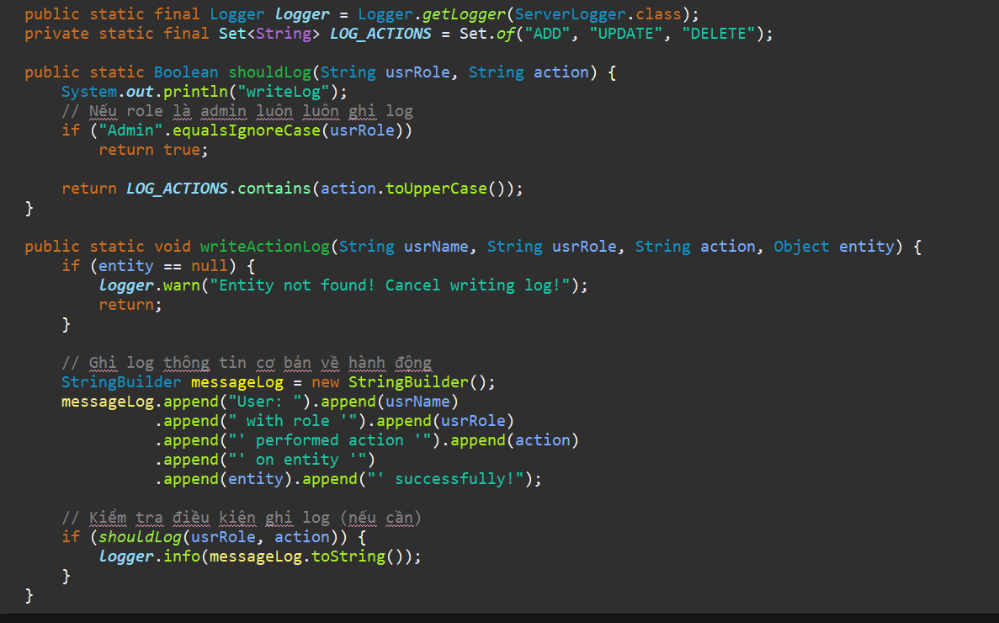 public static final Logger logger = Logger.getLogger(ServerLogger.class);
private static final Set<String> LOG_ACTIONS = Set.of("ADD", "UPDATE", "DELETE");
public static Boolean shouldLog(String usrRole, String action) {
System.out.println("writeLog");
// Nếu role là admin luôn luôn ghi log
if ("Admin".equalsIgnoreCase(usrRole))
return true;
return LOG_ACTIONS.contains(action.toUpperCase());
}
public static void writeActionLog(String usrName, String usrRole, String action, Object entity) {
if (entity == null) {
logger.warn("Entity not found! Cancel writing log!");
return;
}
// Ghi log thông tin cơ bản về hành động
StringBuilder messageLog = new StringBuilder();
messageLog.append("User: ").append(usrName)
.append(" with role '").append(usrRole)
.append("' performed action '").append(action)
.append("' on entity '")
.append(entity).append("' successfully!");
// Kiểm tra điều kiện ghi log (nếu cần)
if (shouldLog(usrRole, action)) {
logger.info(messageLog.toString());
}
}